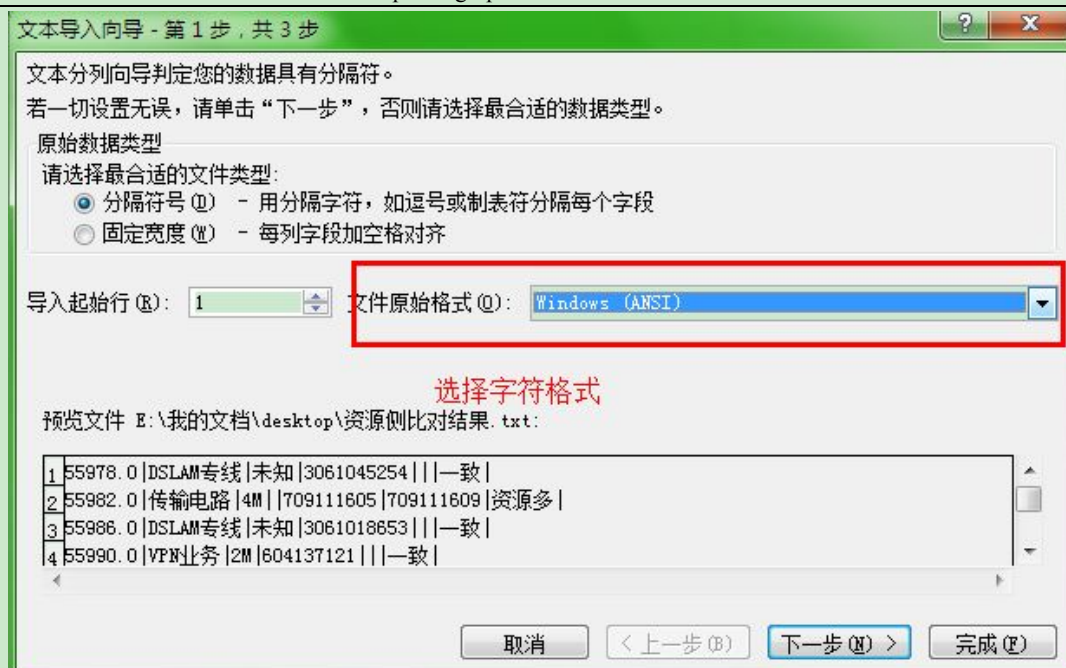 文本导入向导 - 第 1 步，共 3 步
文本分列向导判定您的数据具有分隔符。
若一切设置无误，请单击“下一步”，否则请选择最合适的数据类型。
原始数据类型
请选择最合适的文件类型:
分隔符号(D) - 用分隔字符，如逗号或制表符分隔每个字段
固定宽度(W) - 每列字段加空格对齐
导入起始行(R): 1 文件原始格式(O): Windows (ANSI)
选择字符格式
预览文件 E:\我的文档\desktop\资源侧比对结果.txt:
1 55978.0|DSLAM专线|未知|3061045254|||一致|
2 55982.0|传输电路|4M||709111605|709111609|资源多|
3 55986.0|DSLAM专线|未知|3061018653|||一致|
4 55990.0|VPN业务|2M|604137121|||一致|
取消 < 上一步(B) 下一步(N) > 完成(F)